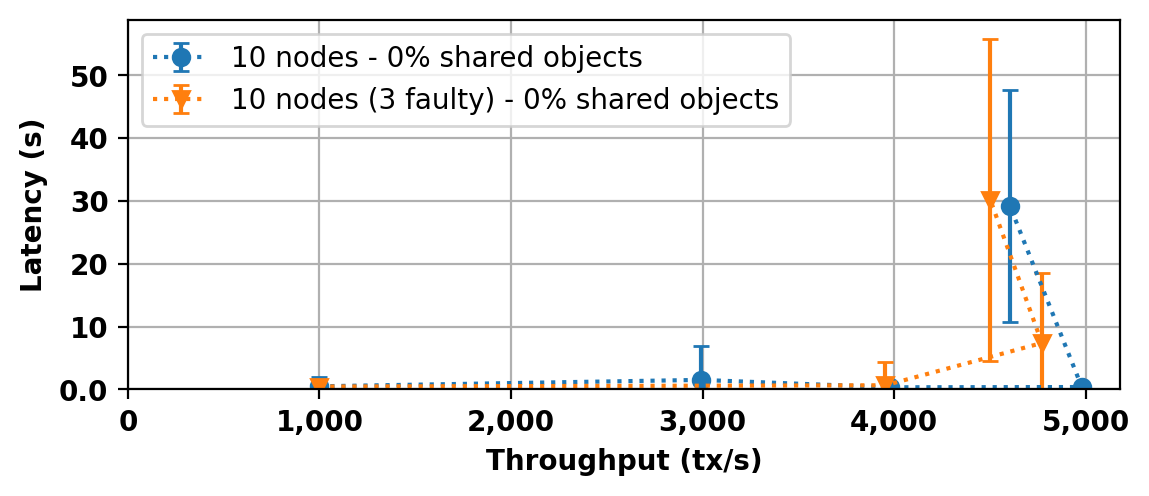 10 nodes - 0% shared objects
10 nodes (3 faulty) - 0% shared objects
Latency (s)
50
40
30
20
10
0.0
0 1,000 2,000 3,000 4,000 5,000
Throughput (tx/s)